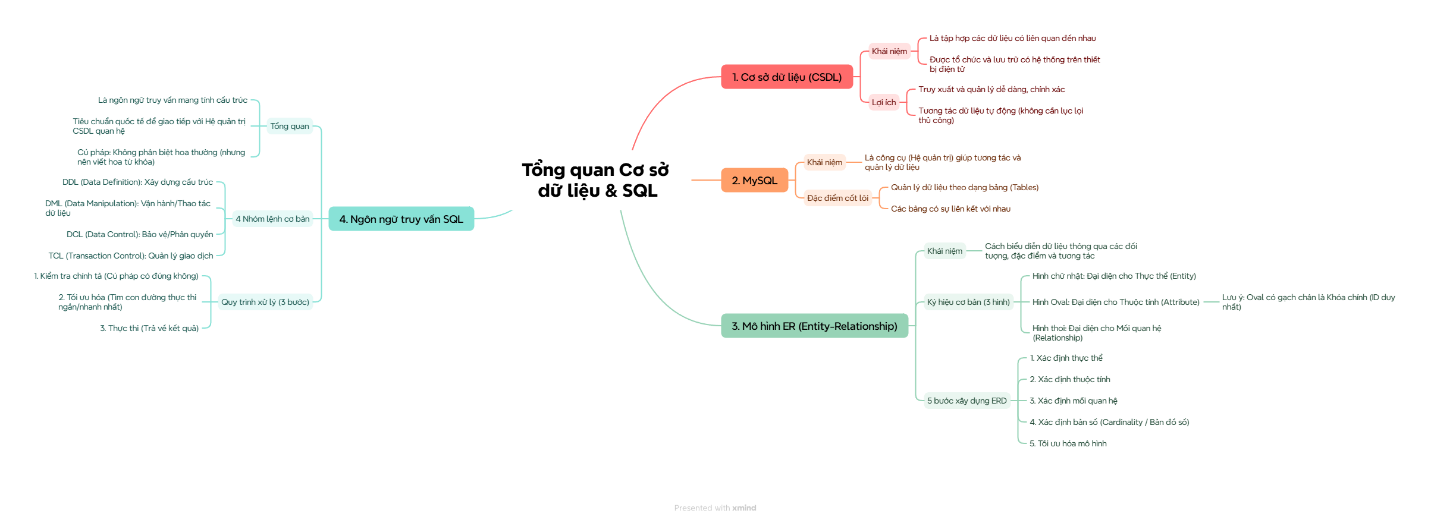 Tổng quan Cơ sở
dữ liệu & SQL
1. Cơ sở dữ liệu (CSDL)
Khái niệm
Là tập hợp các dữ liệu có liên quan đến nhau
Được tổ chức và lưu trữ có hệ thống trên thiết
bị điện tử
Lợi ích
Truy xuất và quản lý dễ dàng, chính xác
Tương tác dữ liệu tự động (không cần lục lọi
thủ công)
2. MySQL
Khái niệm
Là công cụ (Hệ quản trị) giúp tương tác và
quản lý dữ liệu
Đặc điểm cốt lõi
Quản lý dữ liệu theo dạng bảng (Tables)
Các bảng có sự liên kết với nhau
3. Mô hình ER (Entity-Relationship)
Khái niệm
Cách biểu diễn dữ liệu thông qua các đối
tượng, đặc điểm và tương tác
Ký hiệu cơ bản (3 hình)
Hình chữ nhật: Đại diện cho Thực thể (Entity)
Hình Oval: Đại diện cho Thuộc tính (Attribute)
Lưu ý: Oval có gạch chân là Khóa chính (ID duy
nhất)
Hình thoi: Đại diện cho Mối quan hệ
(Relationship)
5 bước xây dựng ERD
1. Xác định thực thể
2. Xác định thuộc tính
3. Xác định mối quan hệ
4. Xác định bản số (Cardinality / Bản đồ số)
5. Tối ưu hóa mô hình
4. Ngôn ngữ truy vấn SQL
Tổng quan
Là ngôn ngữ truy vấn mang tính cấu trúc
Tiêu chuẩn quốc tế để giao tiếp với Hệ quản trị
CSDL quan hệ
Cú pháp: Không phân biệt hoa thường (nhưng
nên viết hoa từ khóa)
4 Nhóm lệnh cơ bản
DDL (Data Definition): Xây dựng cấu trúc
DML (Data Manipulation): Vận hành/Thao tác
dữ liệu
DCL (Data Control): Bảo vệ/Phân quyền
TCL (Transaction Control): Quản lý giao dịch
Quy trình xử lý (3 bước)
1. Kiểm tra chính tả (Cú pháp có đúng không)
2. Tối ưu hóa (Tìm con đường thực thi
ngắn/nhanh nhất)
3. Thực thi (Trả về kết quả)
Presented with xmind